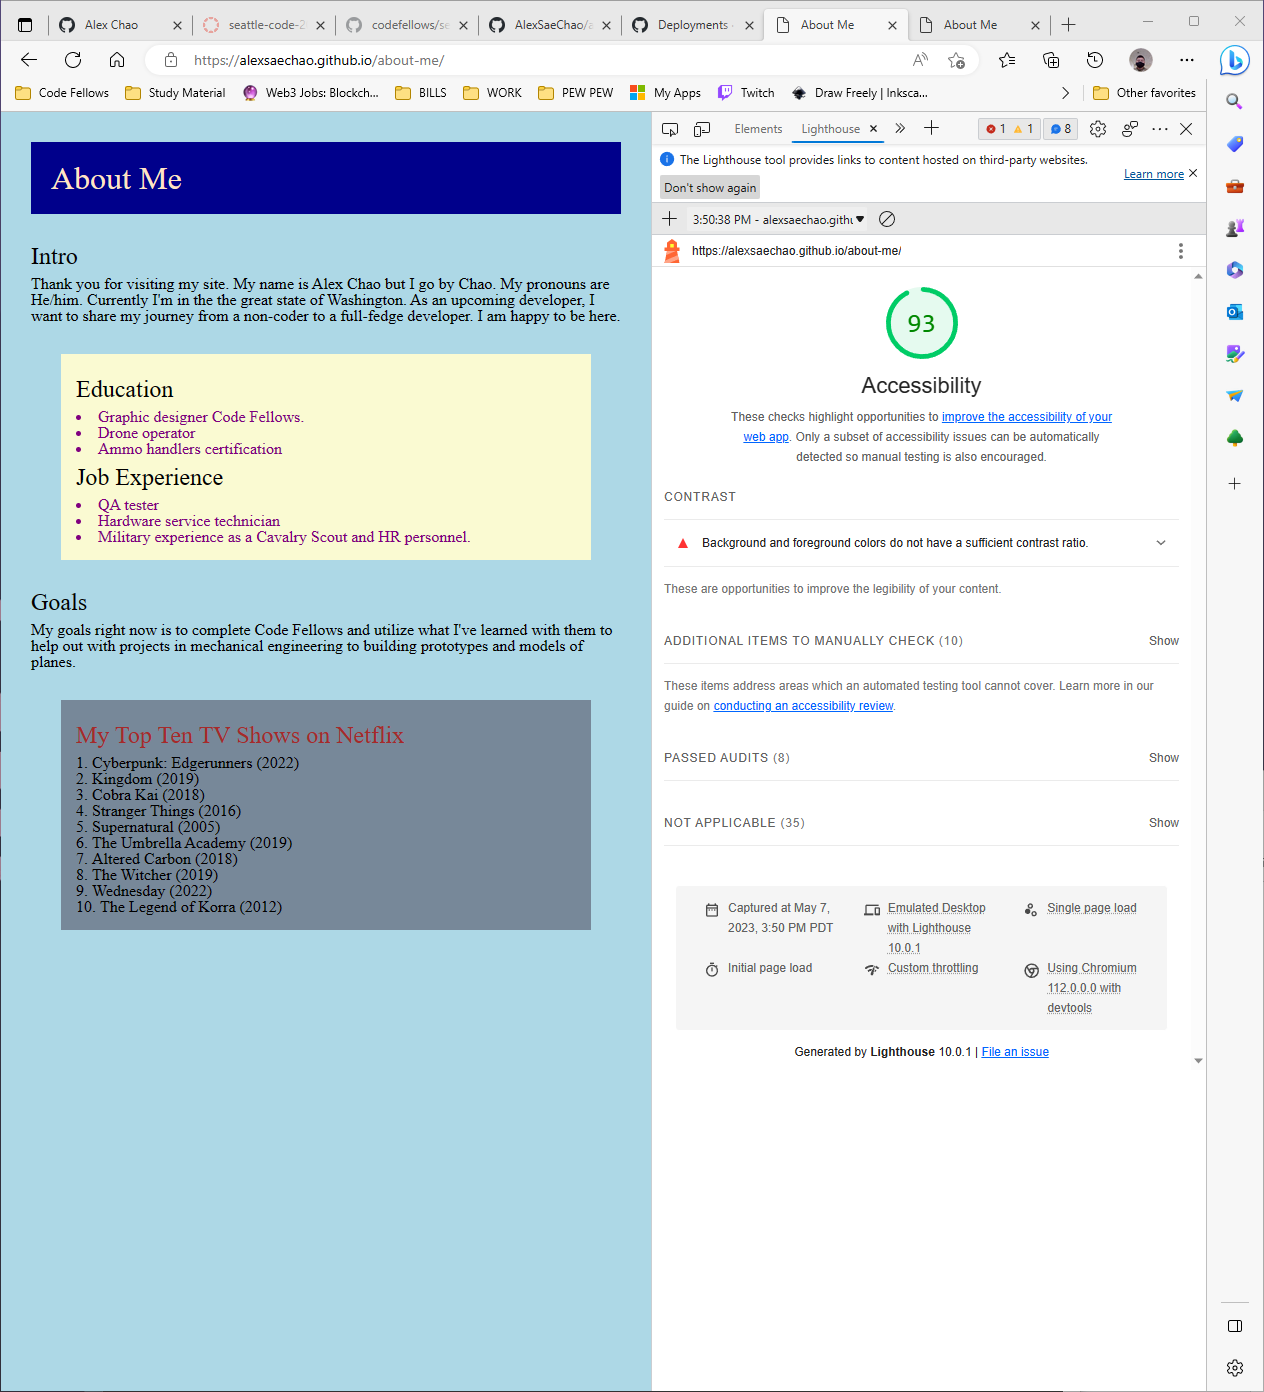 Alex Chao
seattle-code-2
codefellows/se
AlexSaeChao/a
Deployments ·
About Me
About Me
https://alexsaechao.github.io/about-me/
Code Fellows
Study Material
Web3 Jobs: Blockch...
BILLS
WORK
PEW PEW
My Apps
Twitch
Draw Freely | Inksca...
Other favorites
About Me
Intro
Thank you for visiting my site. My name is Alex Chao but I go by Chao. My pronouns are
He/him. Currently I'm in the the great state of Washington. As an upcoming developer, I
want to share my journey from a non-coder to a full-fedge developer. I am happy to be here.
Education
• Graphic designer Code Fellows.
• Drone operator
• Ammo handlers certification
Job Experience
• QA tester
• Hardware service technician
• Military experience as a Cavalry Scout and HR personnel.
Goals
My goals right now is to complete Code Fellows and utilize what I've learned with them to
help out with projects in mechanical engineering to building prototypes and models of
planes.
My Top Ten TV Shows on Netflix
1. Cyberpunk: Edgerunners (2022)
2. Kingdom (2019)
3. Cobra Kai (2018)
4. Stranger Things (2016)
5. Supernatural (2005)
6. The Umbrella Academy (2019)
7. Altered Carbon (2018)
8. The Witcher (2019)
9. Wednesday (2022)
10. The Legend of Korra (2012)
Elements
Lighthouse
1
1
8
The Lighthouse tool provides links to content hosted on third-party websites.
Learn more
Don't show again
3:50:38 PM - alexsaechao.githu
https://alexsaechao.github.io/about-me/
93
Accessibility
These checks highlight opportunities to improve the accessibility of your
web app. Only a subset of accessibility issues can be automatically
detected so manual testing is also encouraged.
CONTRAST
Background and foreground colors do not have a sufficient contrast ratio.
These are opportunities to improve the legibility of your content.
ADDITIONAL ITEMS TO MANUALLY CHECK (10)
Show
These items address areas which an automated testing tool cannot cover. Learn more in our
guide on conducting an accessibility review.
PASSED AUDITS (8)
Show
NOT APPLICABLE (35)
Show
Captured at May 7,
2023, 3:50 PM PDT
Emulated Desktop
with Lighthouse
10.0.1
Single page load
Initial page load
Custom throttling
Using Chromium
112.0.0.0 with
devtools
Generated by Lighthouse 10.0.1 | File an issue